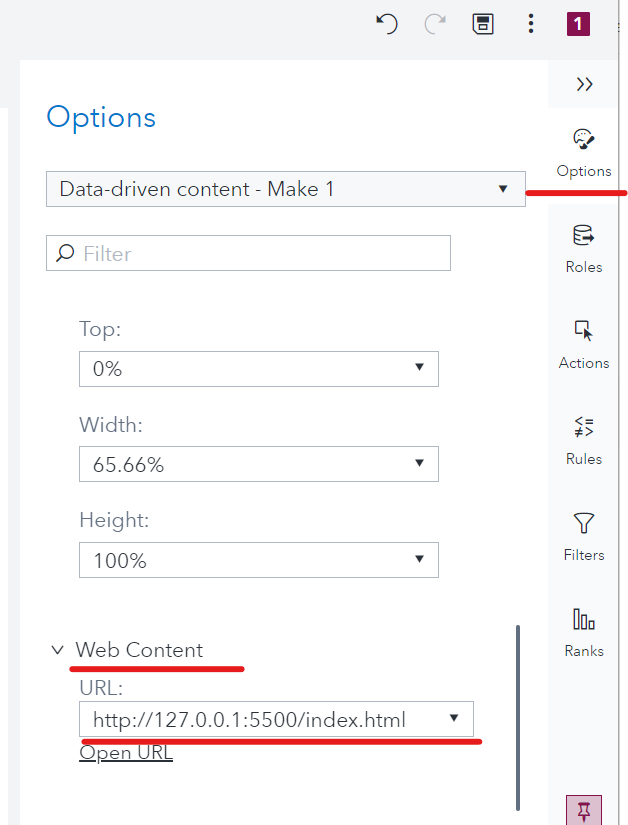 1
Options
Data-driven content - Make 1
Filter
Top:
0%
Width:
65.66%
Height:
100%
Web Content
URL:
http://127.0.0.1:5500/index.html
Open URL
Options
Roles
Actions
Rules
Filters
Ranks